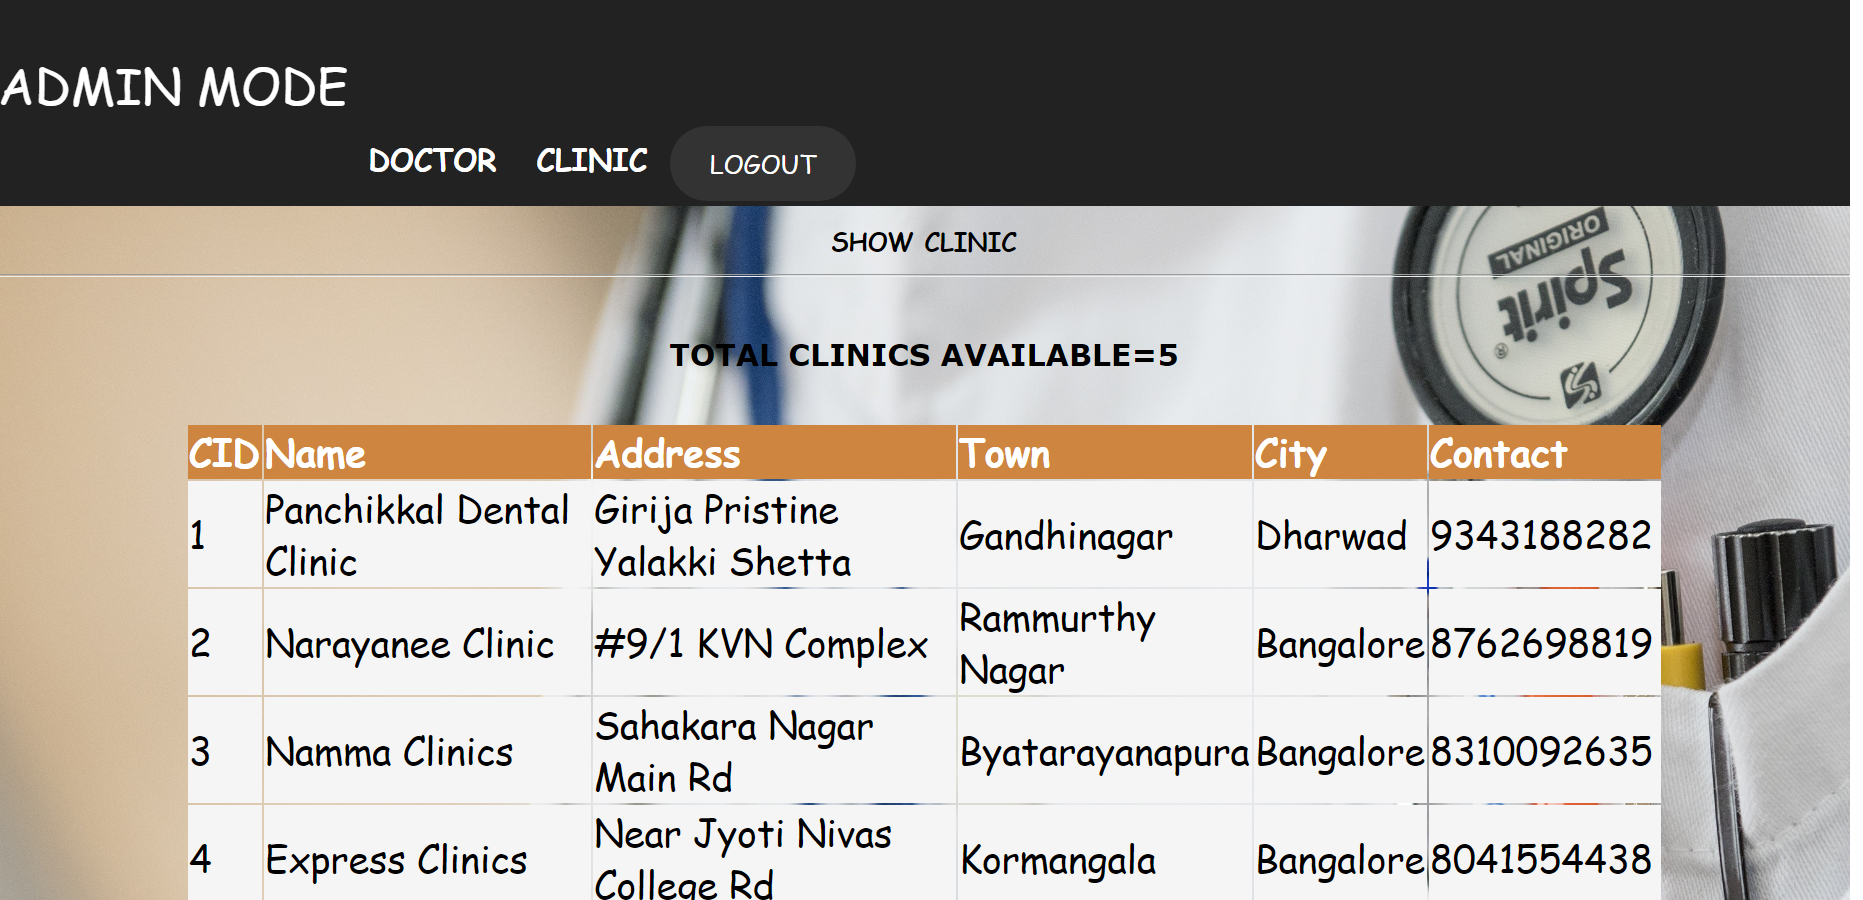 ADMIN MODE
DOCTOR CLINIC LOGOUT
SHOW CLINIC
ORIGINAL
Spirit
®
TOTAL CLINICS AVAILABLE=5
CID Name Address Town City Contact
1 Panchikkal Dental Clinic Girija Pristine Yalakki Shetta Gandhinagar Dharwad 9343188282
2 Narayanee Clinic #9/1 KVN Complex Rammurthy Nagar Bangalore 8762698819
3 Namma Clinics Sahakara Nagar Main Rd Byatarayanapura Bangalore 8310092635
4 Express Clinics Near Jyoti Nivas College Rd Kormangala Bangalore 8041554438